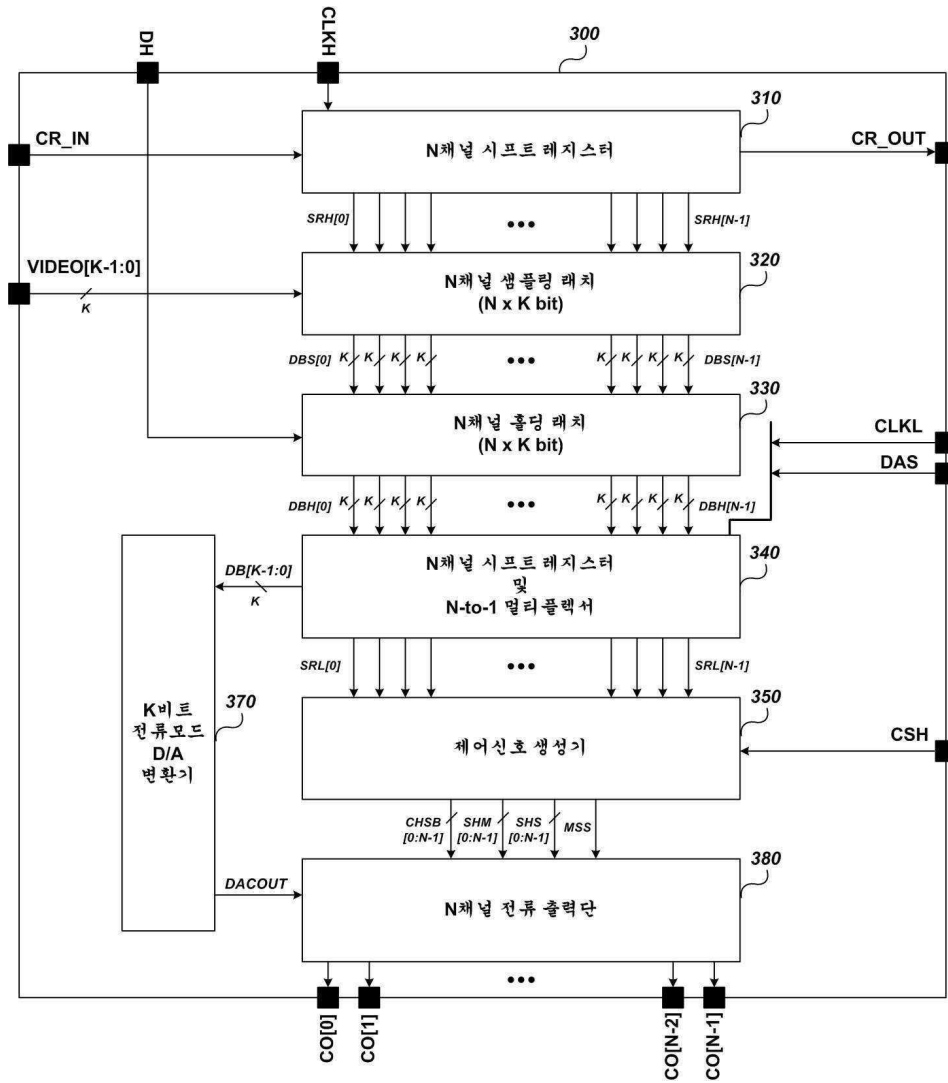 DH
CLKH
300
310
CR_IN
N채널 시프트 레지스터
CR_OUT
SRH[0]
•••
SRH[N-1]
320
VIDEO[K-1:0]
K
N채널 샘플링 래치
(N x K bit)
DBS[0]
K
K
K
K
•••
K
K
K
K
DBS[N-1]
330
N채널 홀딩 래치
(N x K bit)
CLKL
DAS
DBH[0]
K
K
K
K
•••
K
K
K
K
DBH[N-1]
340
N채널 시프트 레지스터
및
N-to-1 멀티플렉서
DB[K-1:0]
K
SRL[0]
•••
SRL[N-1]
350
K비트
전류모드
D/A
변환기
370
제어신호 생성기
CSH
CHSB
[0:N-1]
SHM
[0:N-1]
SHS
[0:N-1]
MSS
380
DACOUT
N채널 전류 출력단
•••
CO[0]
CO[1]
CO[N-2]
CO[N-1]